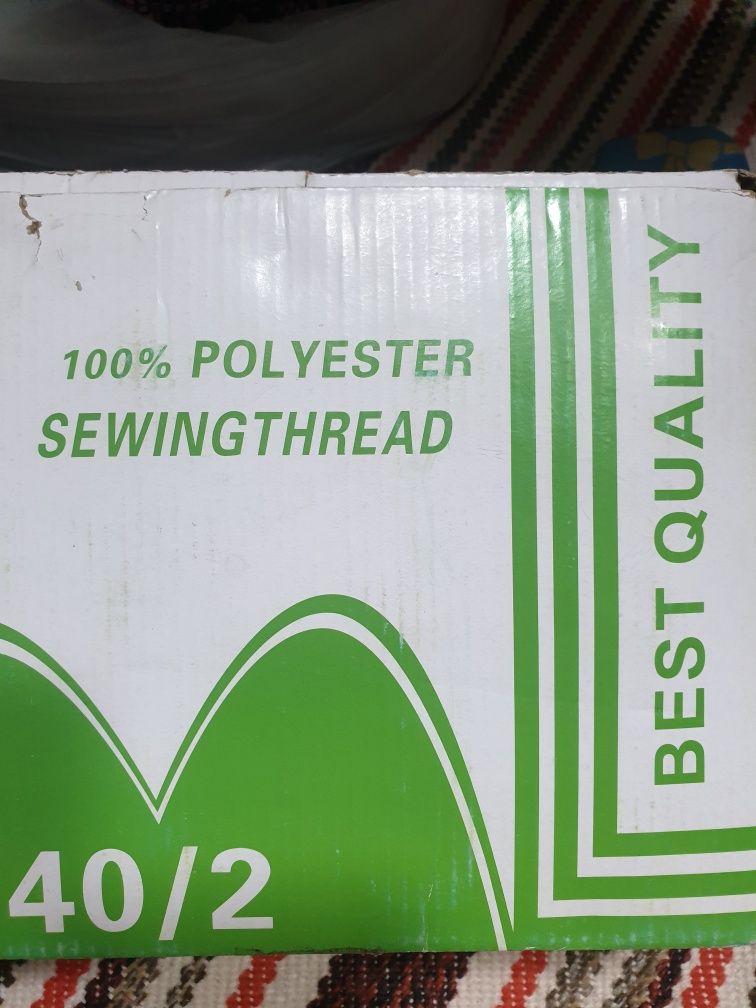 100% POLYESTER
SEWINGTHREAD
40/2
BEST QUALITY